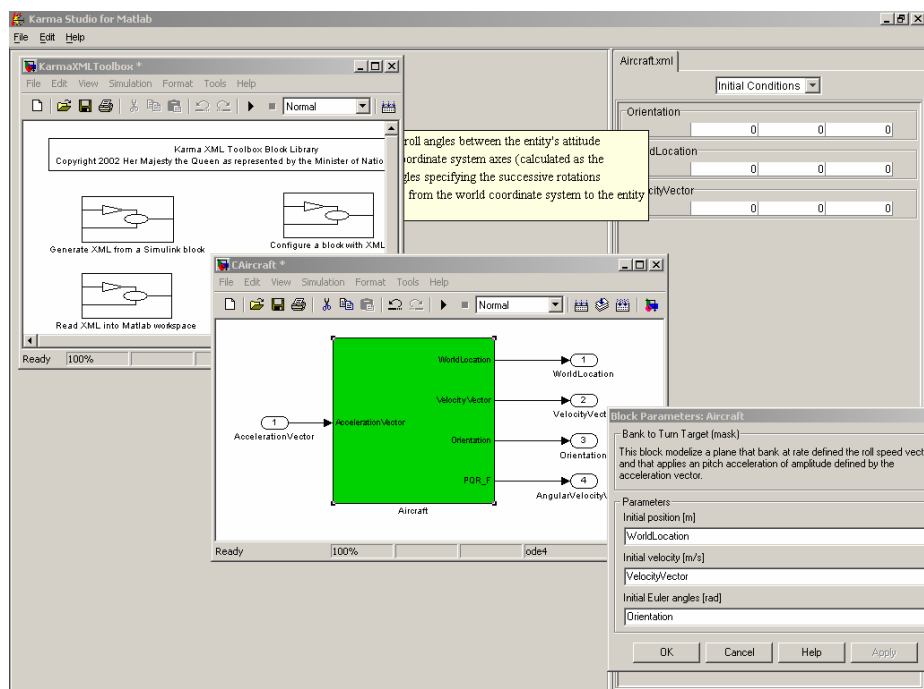 Karma Studio for Matlab
File Edit Help
KarmaXMLToolbox *
File Edit View Simulation Format Tools Help
Normal
Karma XML Toolbox Block Library
Copyright 2002 Her Majesty the Queen as represented by the Minister of Natio
Generate XML from a Simulink block
Configure a block with XML
Read XML into Matlab workspace
Ready 100%
roll angles between the entity's attitude
oordinate system axes (calculated as the
gles specifying the successive rotations
from the world coordinate system to the entity
Aircraft.xml
Initial Conditions
Orientation
0 0 0
dLocation
0 0 0
cityVector
0 0 0
CAircraft *
File Edit View Simulation Format Tools Help
Normal
1
AccelerationVector
AccelerationVector
WorldLocation
VelocityVector
Orientation
PQR_F
Aircraft
1
WorldLocation
2
VelocityVect
3
Orientation
4
AngularVelocityV
Ready 100% ode4
Block Parameters: Aircraft
Bank to Turn Target (mask)
This block modelize a plane that bank at rate defined the roll speed vect
and that applies an pitch acceleration of amplitude defined by the
acceleration vector.
Parameters
Initial position [m]
WorldLocation
Initial velocity [m/s]
VelocityVector
Initial Euler angles [rad]
Orientation
OK Cancel Help Apply